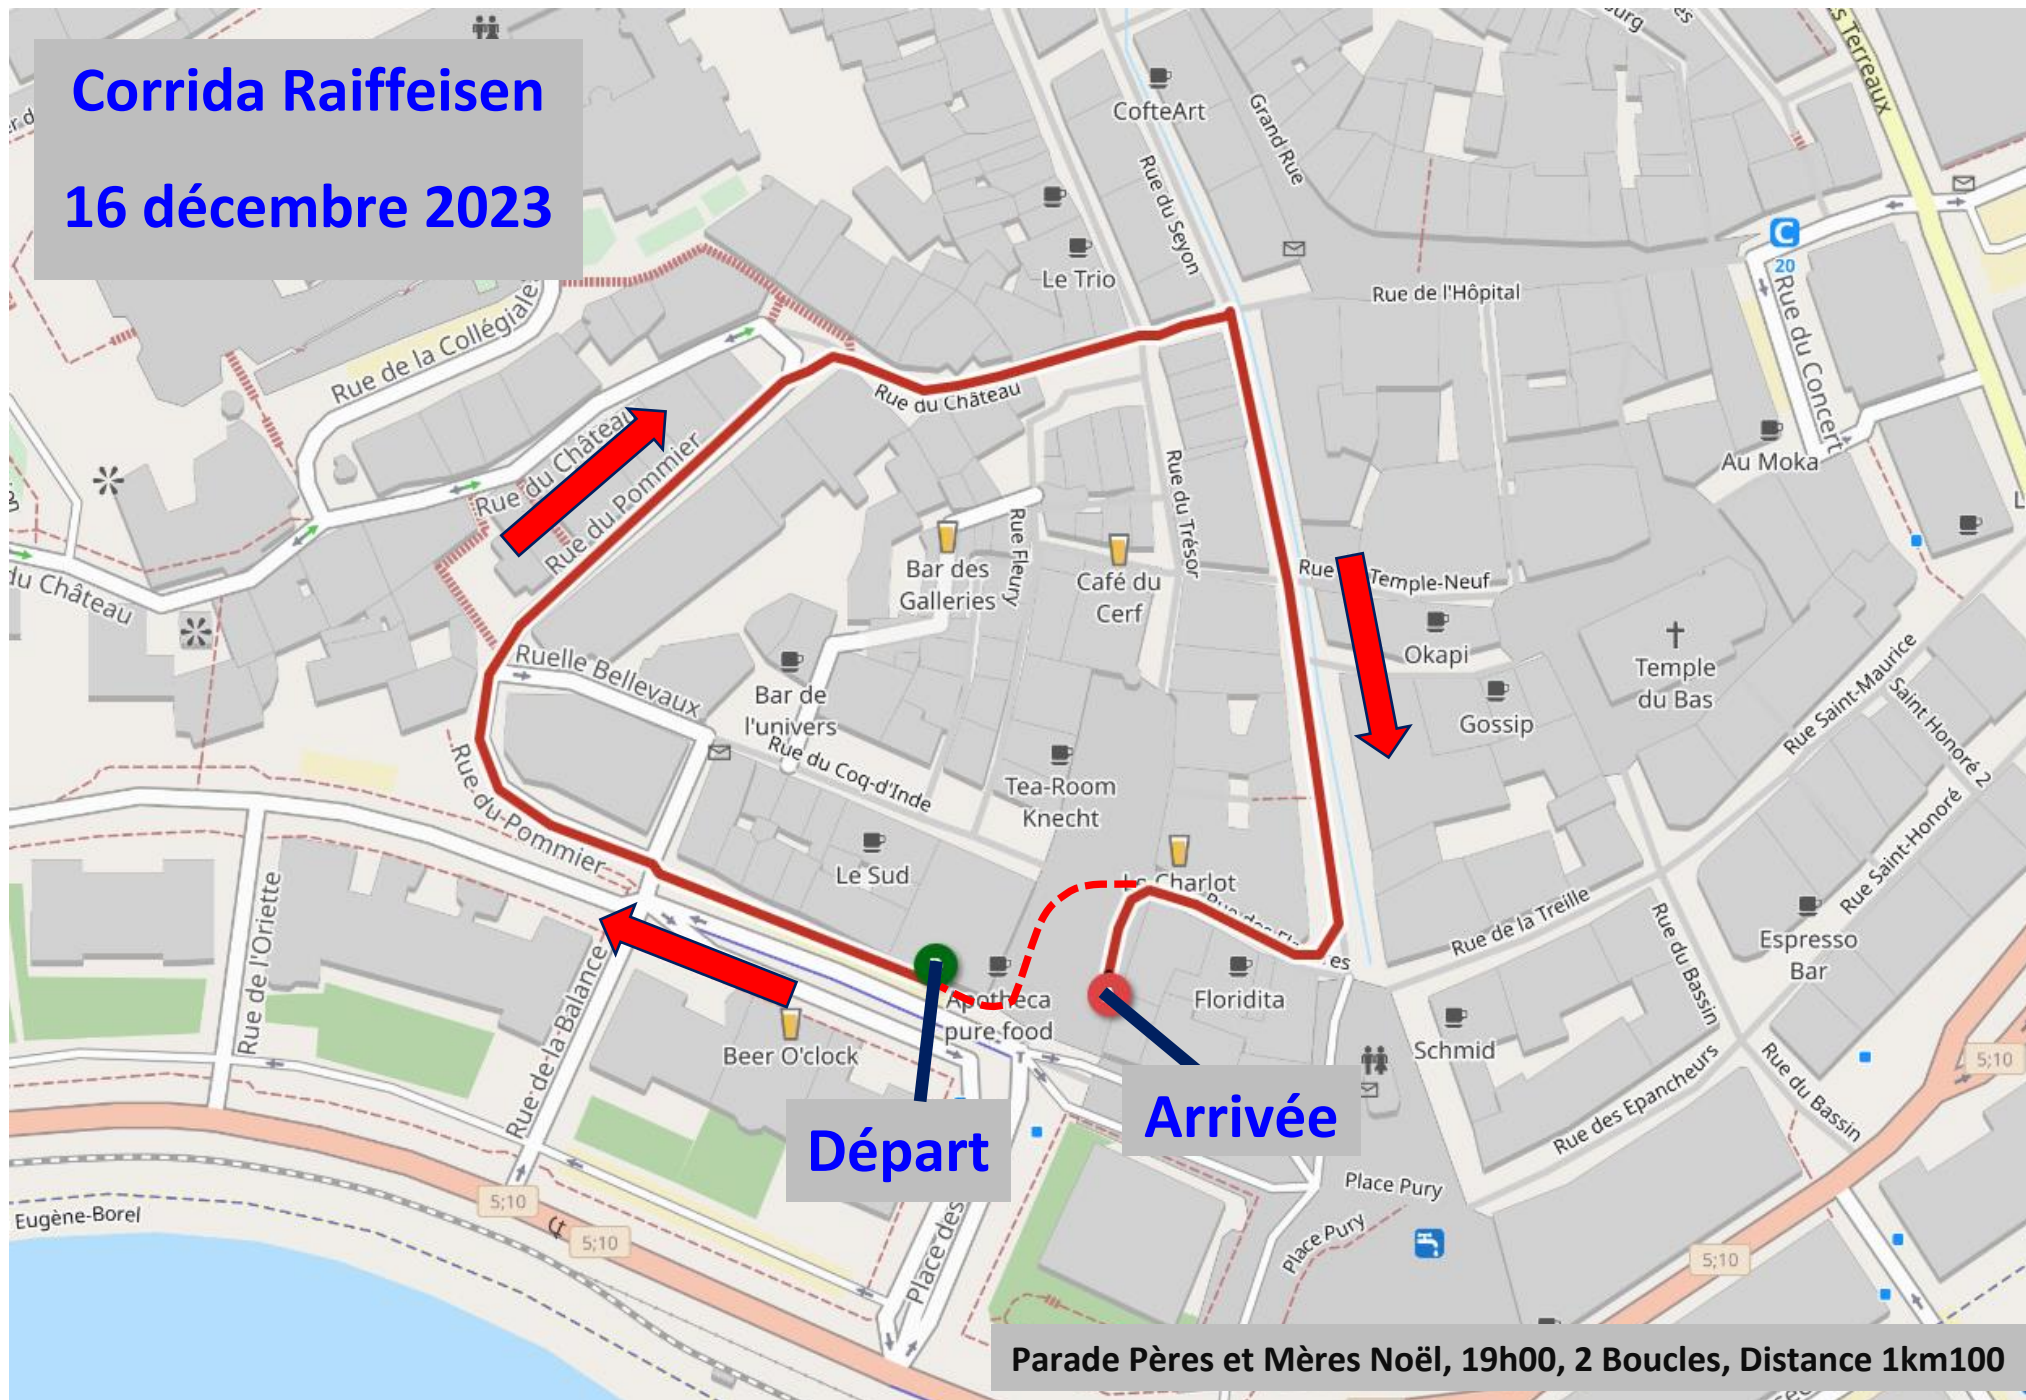 Corrida Raiffeisen
16 décembre 2023
CofteArt
Grand Rue
Rue du Seyon
Le Trio
Rue de l'Hôpital
20
Rue du Concert
Rue de la Collégiale
Rue du Château
Rue du Château
Rue du Pommier
Rue du Trésor
Au Moka
Bar des
Galleries
Rue Fleury
Café du
Cerf
Rue
Temple-Neuf
du Château
Okapi
Temple
du Bas
Ruelle Bellevaux
Bar de
l'univers
Gossip
Rue Saint-Maurice
Saint Honoré 2
Rue du Coq-d'Inde
Tea-Room
Knecht
Rue Saint-Honoré
Rue du Pommier
Le Sud
Le Charlot
Rue des
es
Rue de la Treille
Rue du Bassin
Espresso
Bar
Rue de l'Oriette
Rue de la Balance
Apotheca
pure food
Floridita
Beer O'clock
Schmid
Rue des Epancheurs
Rue du Bassin
5;10
Départ
Arrivée
Place Pury
Place Pury
Eugène-Borel
5;10
5;10
5;10
Place des
Parade Pères et Mères Noël, 19h00, 2 Boucles, Distance 1km100